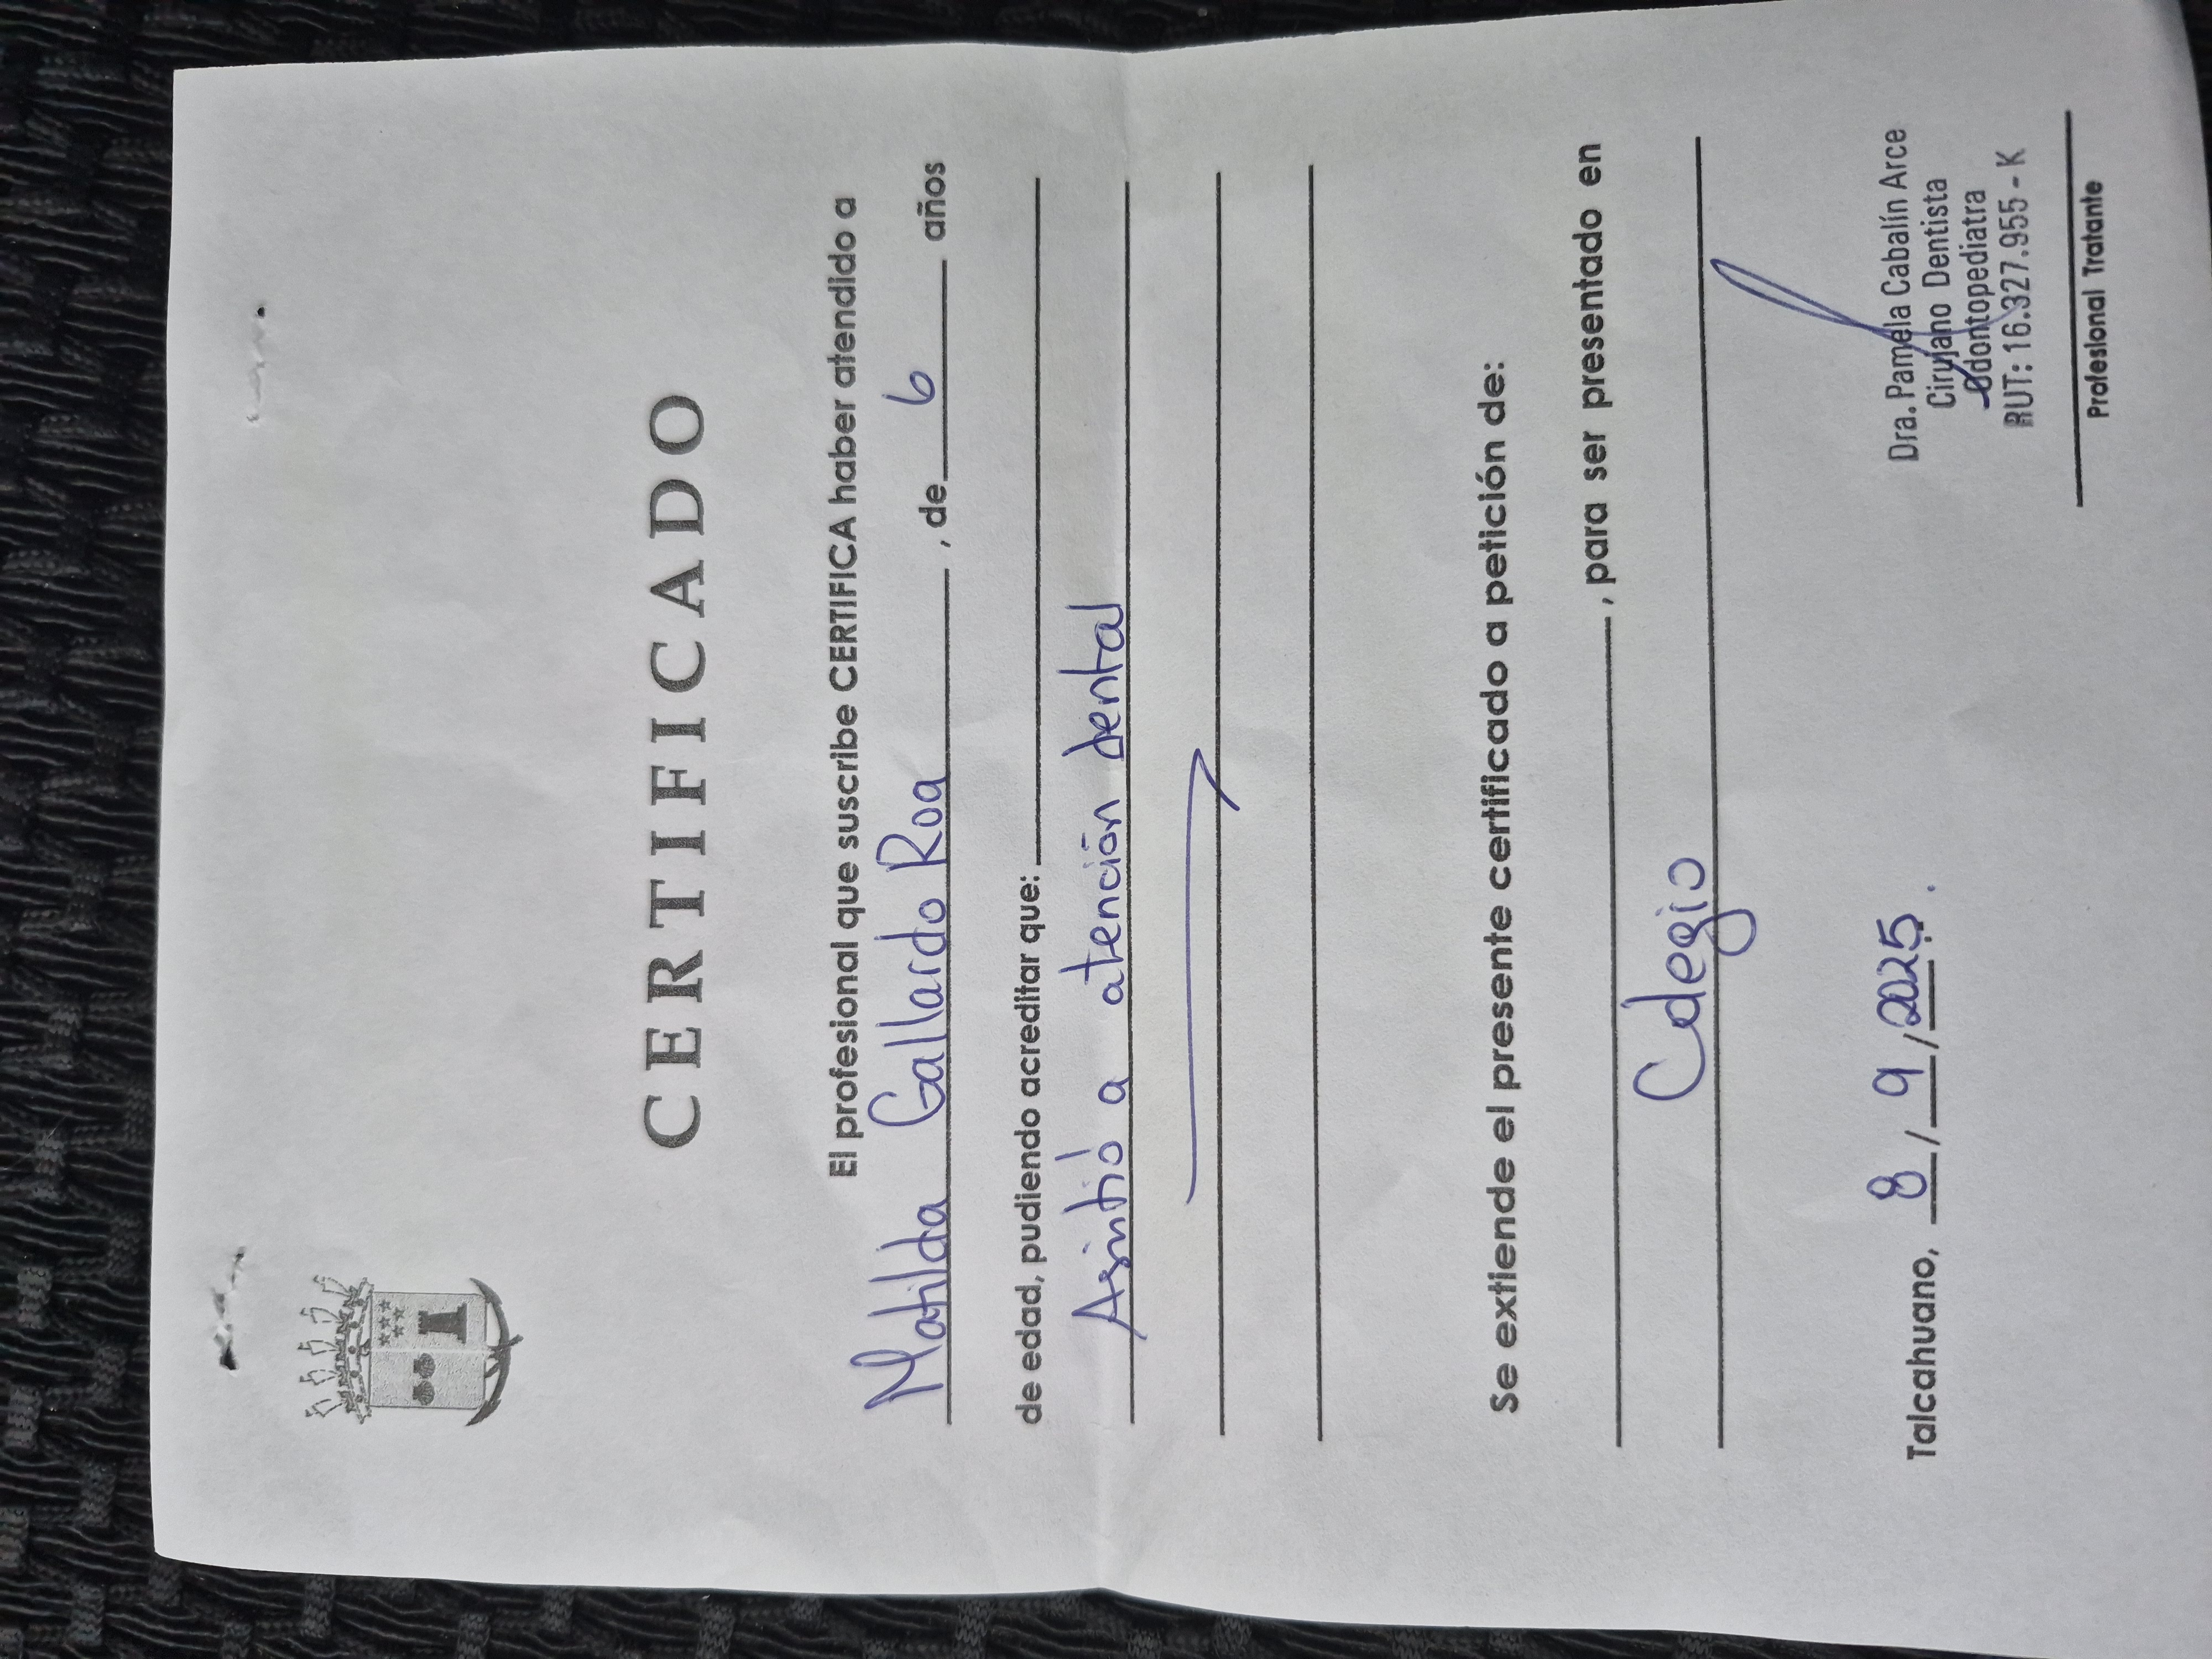 CERTIFICADO
El profesional que suscribe CERTIFICA haber atendido a
Matilda Gallardo Roa, de 6 años
de edad, pudiendo acreditar que:
Asintió a atención dental
Se extiende el presente certificado a petición de:
, para ser presentado en
Colegio
Talcahuano, 8/9/2025.
Dra. Pamela Cabalín Arce
Cirujano Dentista
Odontopediatra
RUT: 16.327.955-K
Profesional Tratante